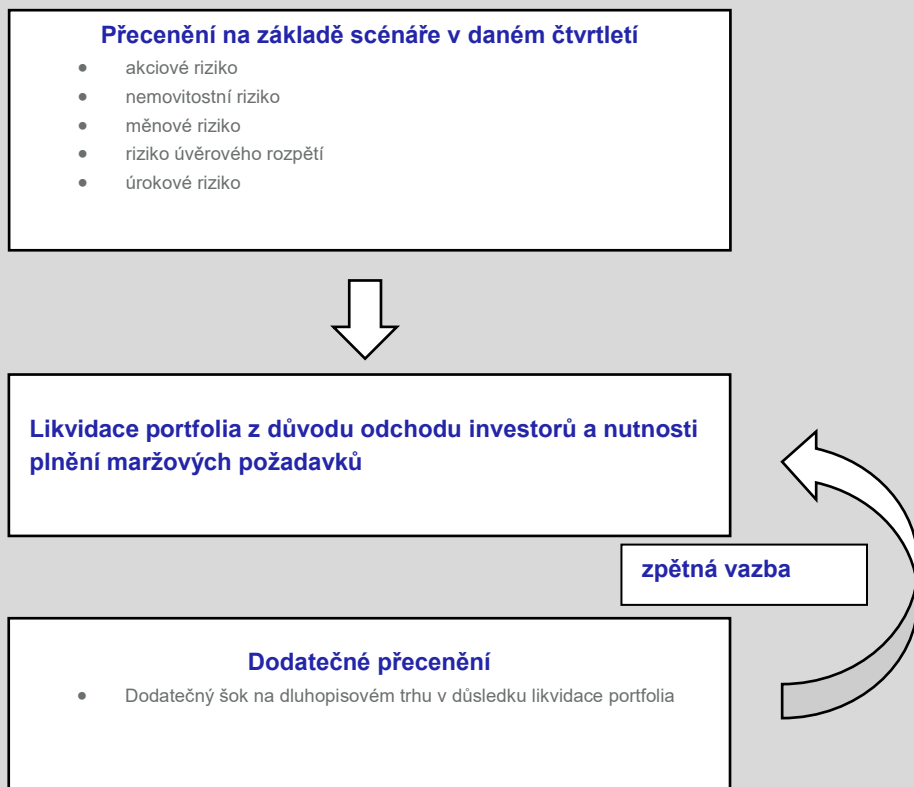 Přecenění na základě scénáře v daném čtvrtletí
• akciové riziko
• nemovitostní riziko
• měnové riziko
• riziko úvěrového rozpětí
• úrokové riziko
Likvidace portfolia z důvodu odchodu investorů a nutnosti
plnění maržových požadavků
zpětná vazba
Dodatečné přecenění
• Dodatečný šok na dluhopisovém trhu v důsledku likvidace portfolia